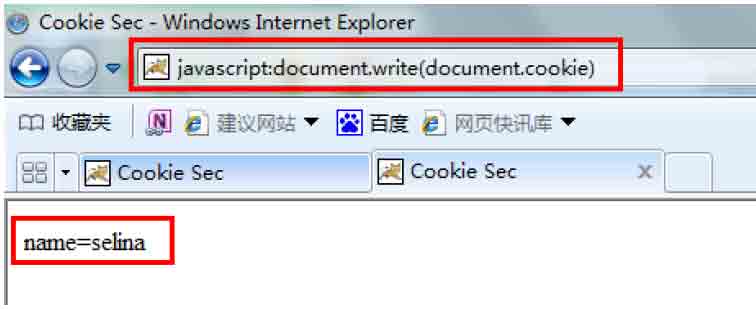 Cookie Sec - Windows Internet Explorer
javascript:document.write(document.cookie)
收藏夹 建议网站 百度 网页快讯库
Cookie Sec Cookie Sec
name=selina